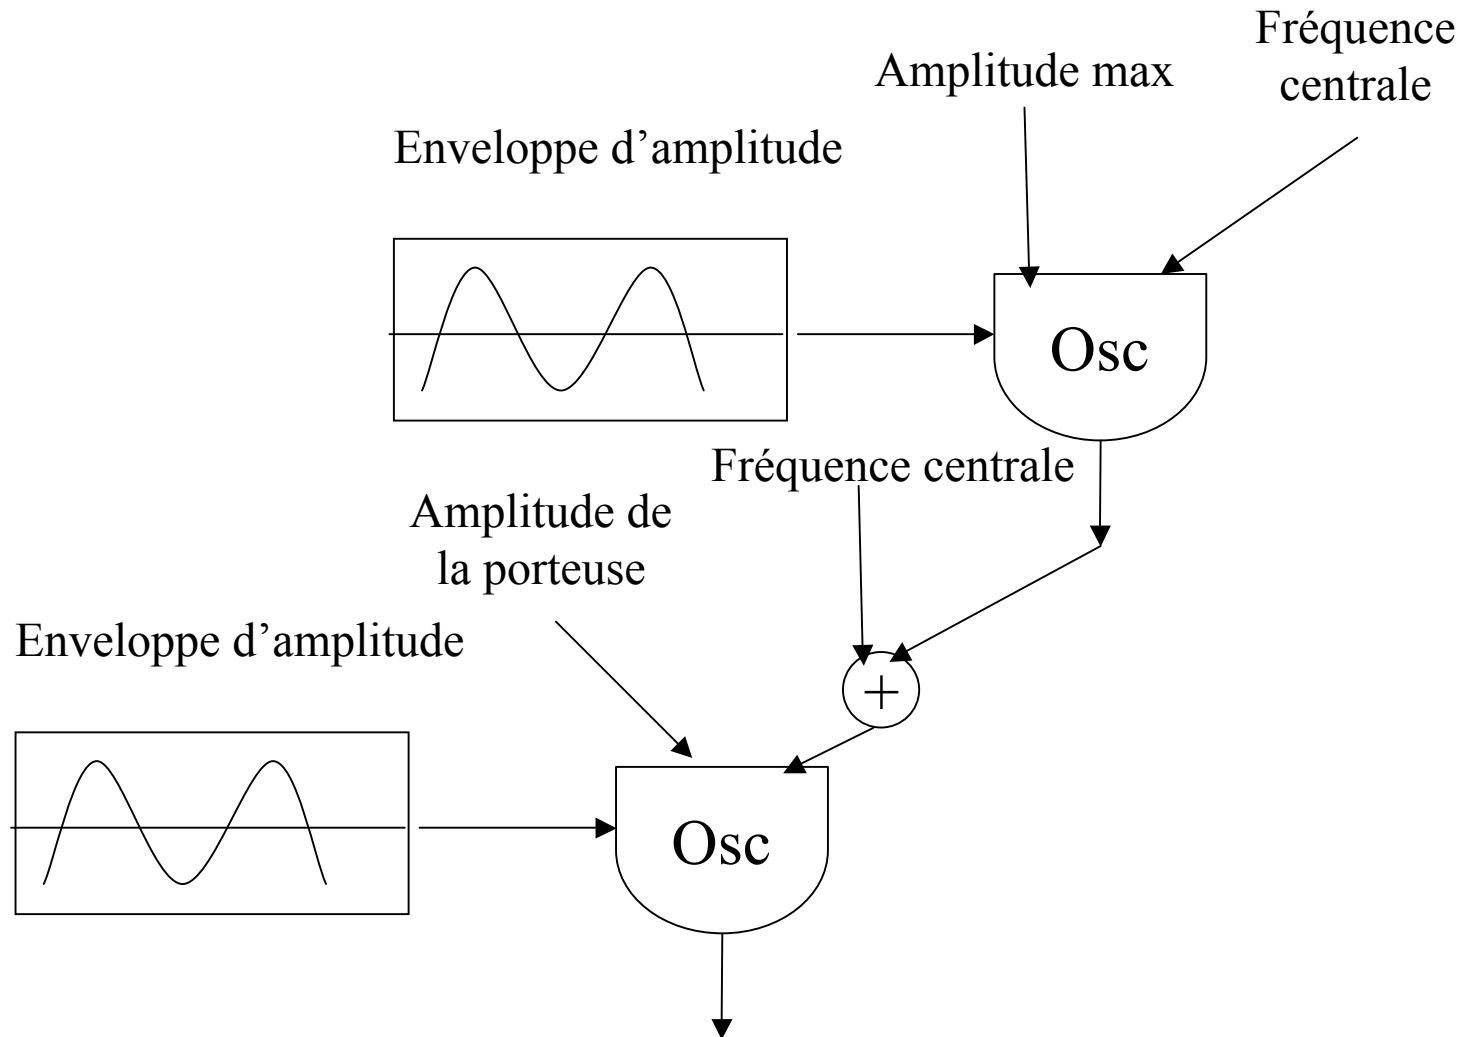 Fréquence
centrale
Amplitude max
Enveloppe d’amplitude
Osc
Fréquence centrale
Amplitude de
la porteuse
Enveloppe d’amplitude
+
Osc